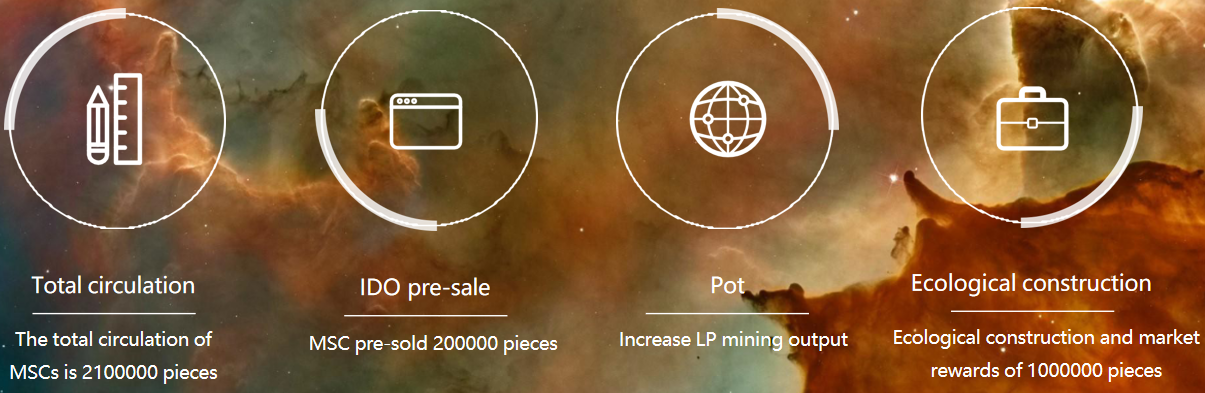 Total circulation
The total circulation of
MSCs is 2100000 pieces
IDO pre-sale
MSC pre-sold 200000 pieces
Pot
Increase LP mining output
Ecological construction
Ecological construction and market
rewards of 1000000 pieces